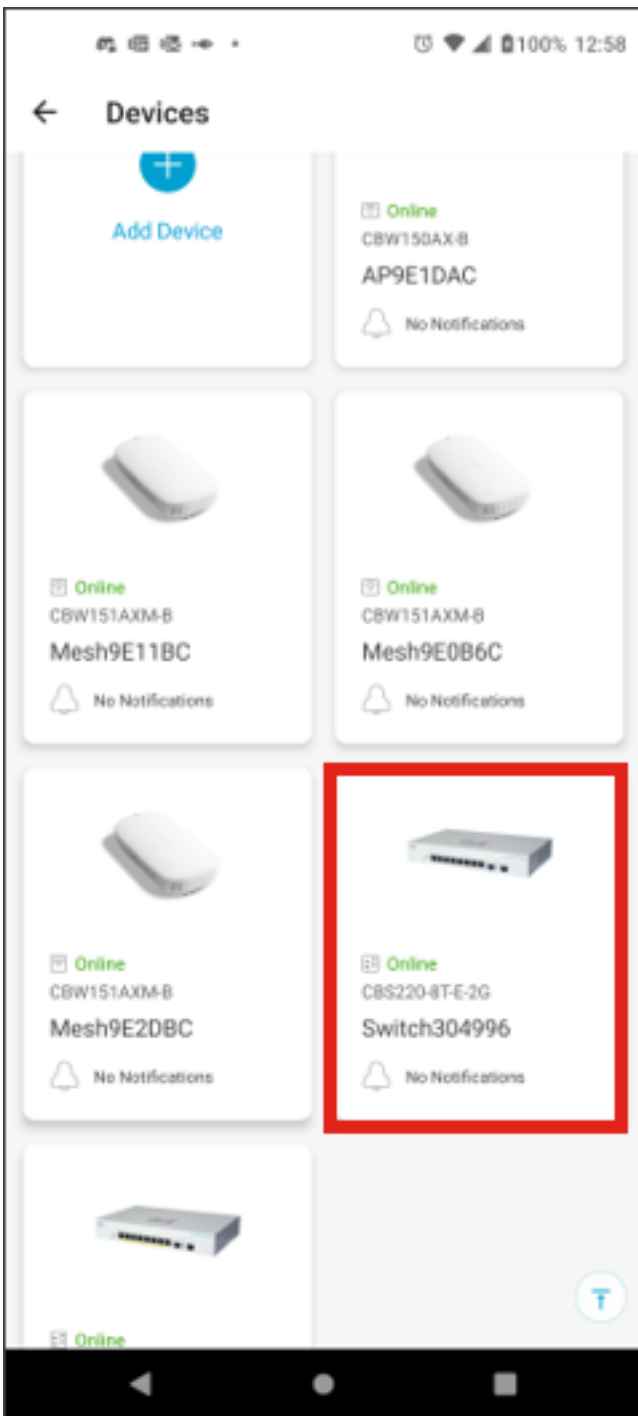 100% 12:58
Devices
Add Device
Online
CBW150AX-B
AP9E1DAC
No Notifications
Online
CBW151AXM-B
Mesh9E11BC
No Notifications
Online
CBW151AXM-B
Mesh9E0B6C
No Notifications
Online
CBW151AXM-B
Mesh9E2DBC
No Notifications
Online
CBS220-8T-E-2G
Switch304996
No Notifications
Online